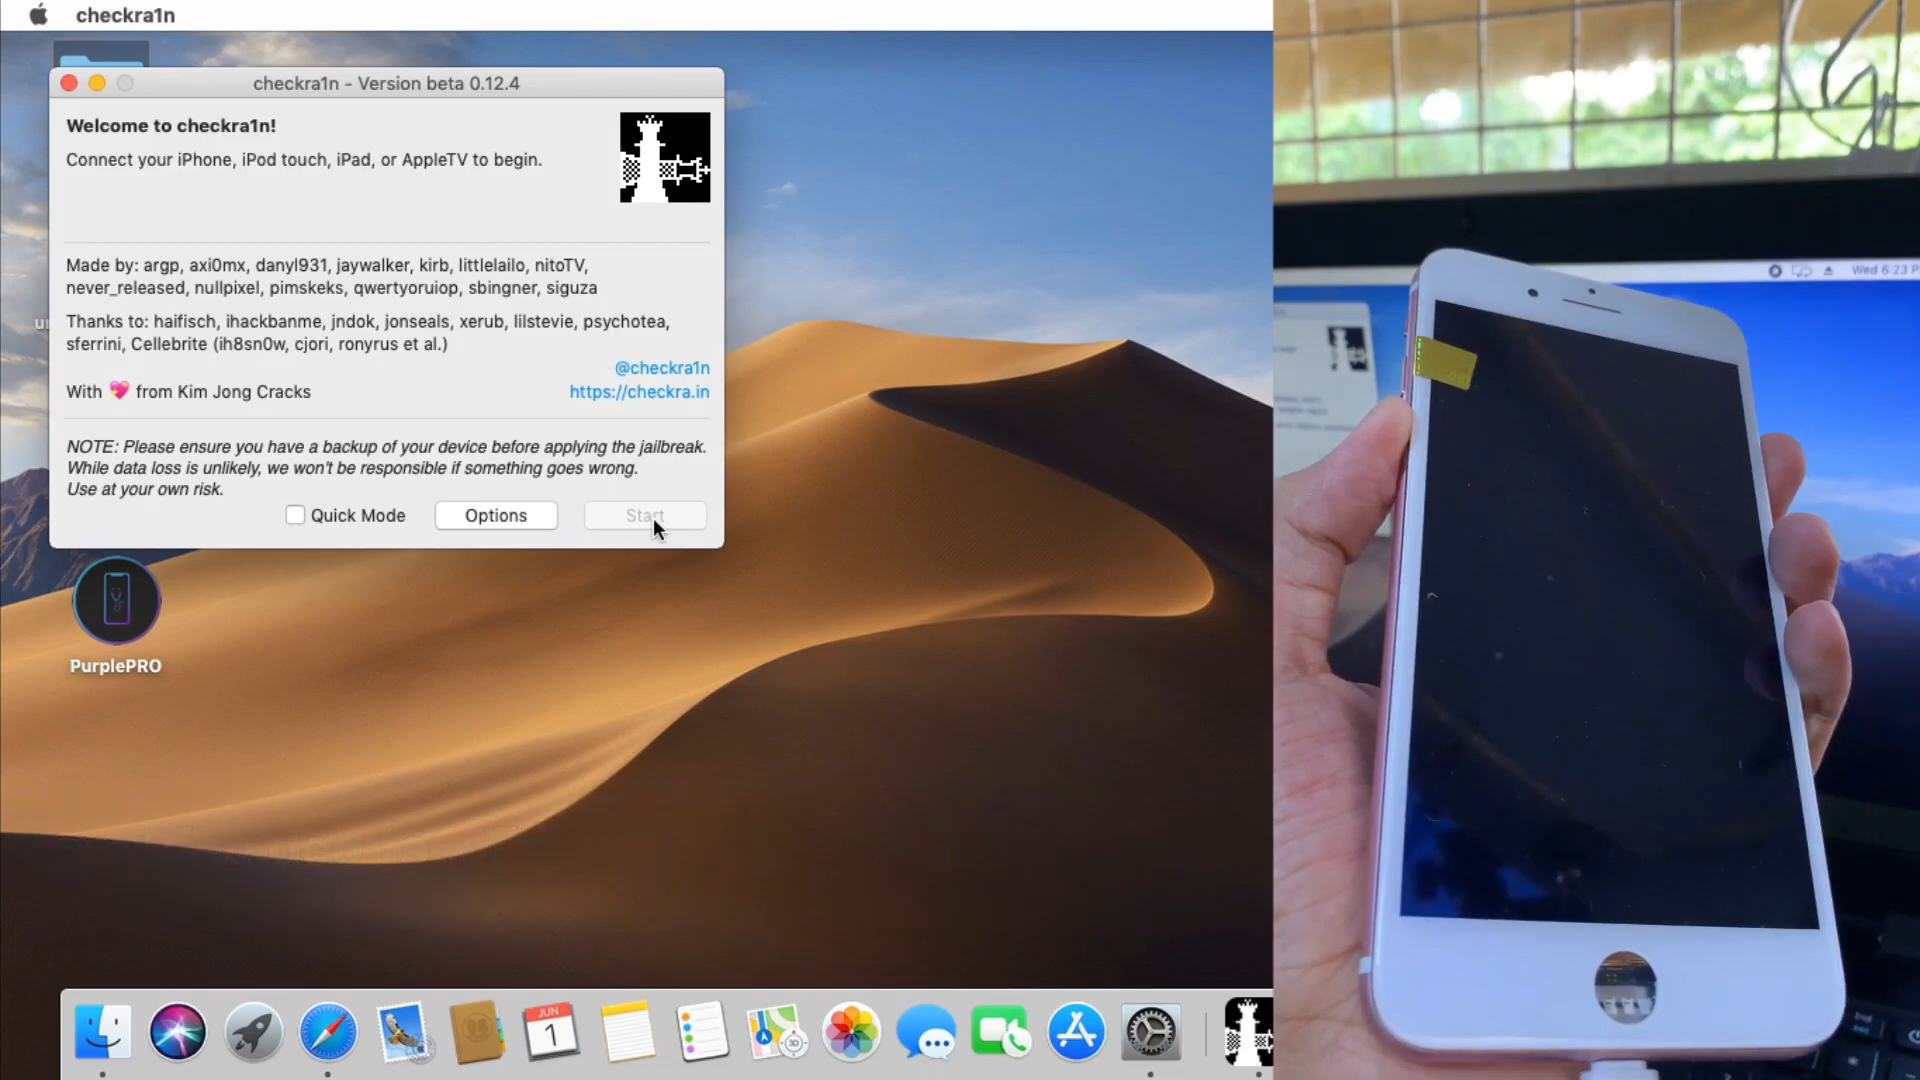 checkra1n
checkra1n - Version beta 0.12.4
Welcome to checkra1n!
Connect your iPhone, iPod touch, iPad, or AppleTV to begin.
Made by: argp, axi0mx, danyl931, jaywalker, kirb, littlelailo, nitoTV,
never_released, nullpixel, pimskeks, qwertyoruiop, sbingner, siguza
Thanks to: haifisch, ihackbanme, jndok, jonseals, xerub, lilstevie, psychotea,
sferrini, Cellebrite (ih8sn0w, cjori, ronyrus et al.)
@checkra1n
With 💖 from Kim Jong Cracks
https://checkra.in
NOTE: Please ensure you have a backup of your device before applying the jailbreak.
While data loss is unlikely, we won't be responsible if something goes wrong.
Use at your own risk.
Quick Mode
Options
Start
PurplePRO
JUN
1
3D
Wed 6:23 P